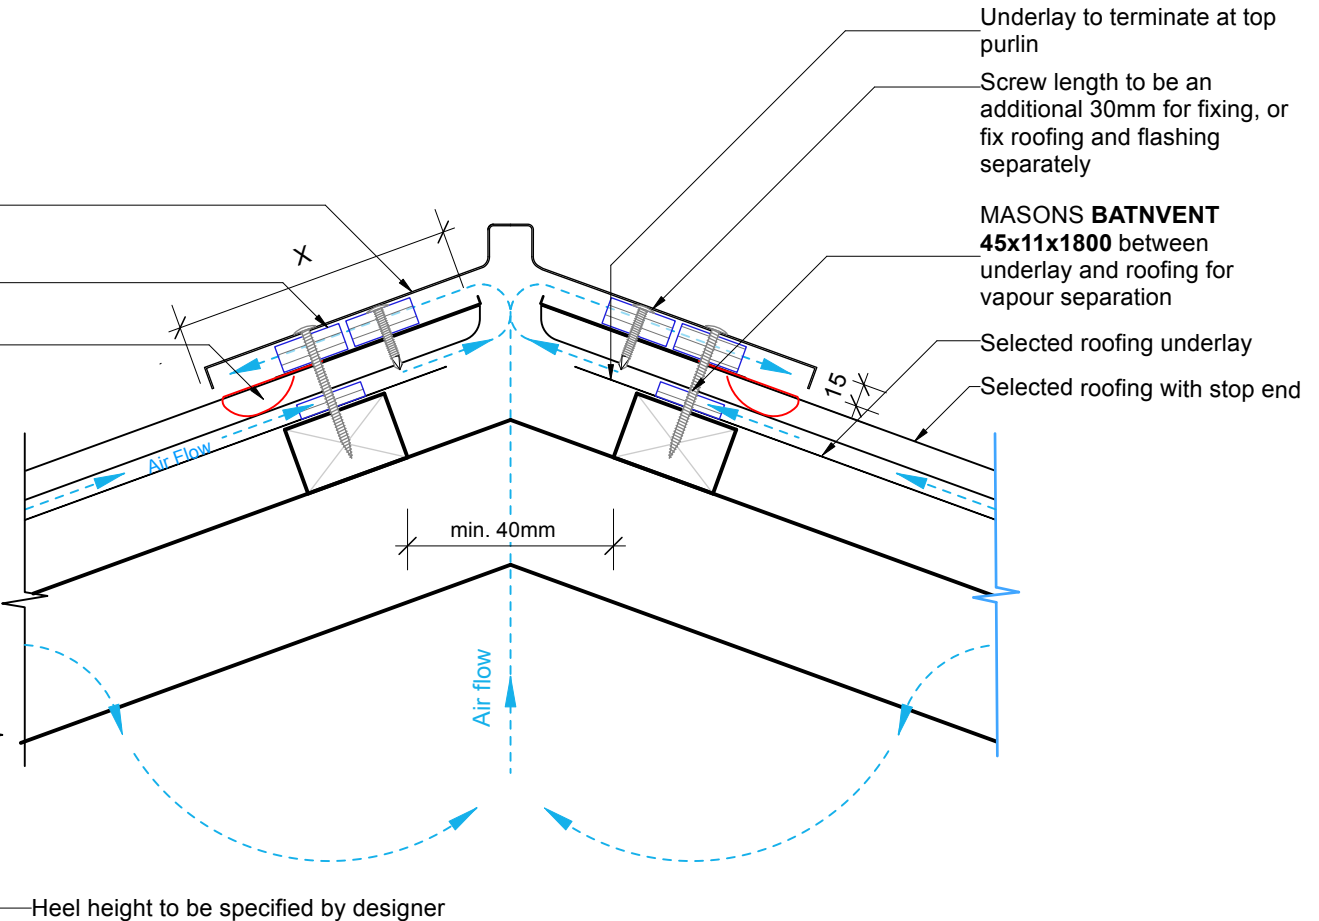 Underlay to terminate at top
purlin
Screw length to be an
additional 30mm for fixing, or
fix roofing and flashing
separately
MASONS BATNVENT
45x11x1800 between
underlay and roofing for
vapour separation
Selected roofing underlay
Selected roofing with stop end
X
15
Air Flow
min. 40mm
Air flow
Heel height to be specified by designer